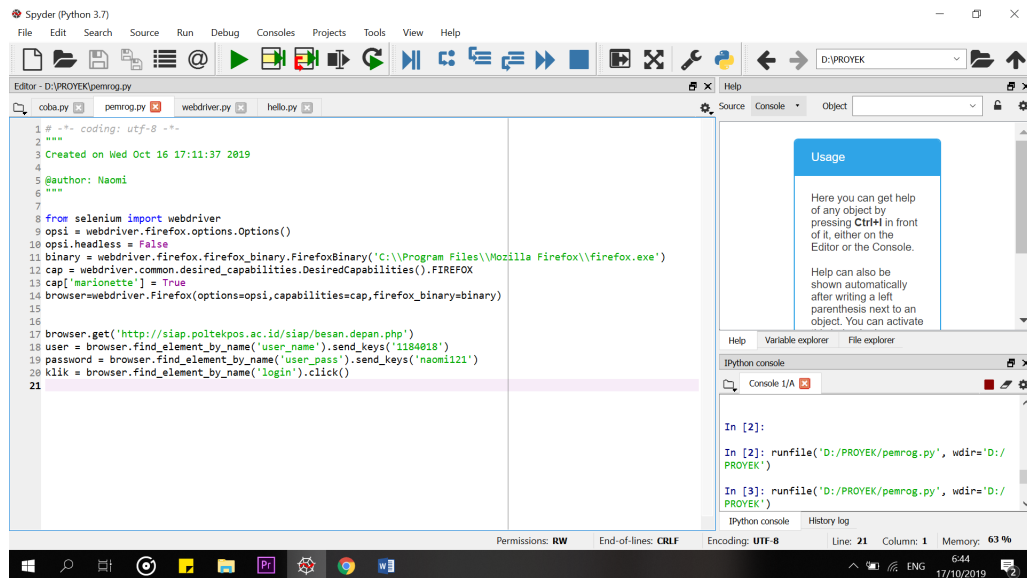 Spyder (Python 3.7)
File Edit Search Source Run Debug Consoles Projects Tools View Help
D:\PROYEK
Editor - D:\PROYEK\pemrog.py
coba.py pemrog.py webdriver.py hello.py
1 # -*- coding: utf-8 -*-
2 """
3 Created on Wed Oct 16 17:11:37 2019
4
5 @author: Naomi
6 """
7
8 from selenium import webdriver
9 opsi = webdriver.firefox.options.Options()
10 opsi.headless = False
11 binary = webdriver.firefox.firefox_binary.FirefoxBinary('C:\\Program Files\\Mozilla Firefox\\firefox.exe')
12 cap = webdriver.common.desired_capabilities.DesiredCapabilities().FIREFOX
13 cap['marionette'] = True
14 browser=webdriver.Firefox(options=opsi,capabilities=cap,firefox_binary=binary)
15
16
17 browser.get('http://siap.poltekpos.ac.id/siap/besan.depan.php')
18 user = browser.find_element_by_name('user_name').send_keys('1184018')
19 password = browser.find_element_by_name('user_pass').send_keys('naomi121')
20 klik = browser.find_element_by_name('login').click()
21
Help
Source Console Object
Usage
Here you can get help
of any object by
pressing Ctrl+I in front
of it, either on the
Editor or the Console.
Help can also be
shown automatically
after writing a left
parenthesis next to an
object. You can activate
Help Variable explorer File explorer
IPython console
Console 1/A
In [2]:
In [2]: runfile('D:/PROYEK/pemrog.py', wdir='D:/
PROYEK')
In [3]: runfile('D:/PROYEK/pemrog.py', wdir='D:/
PROYEK')
IPython console History log
Permissions: RW End-of-lines: CRLF Encoding: UTF-8 Line: 21 Column: 1 Memory: 63 %
Pr
ENG
6:44
17/10/2019
2